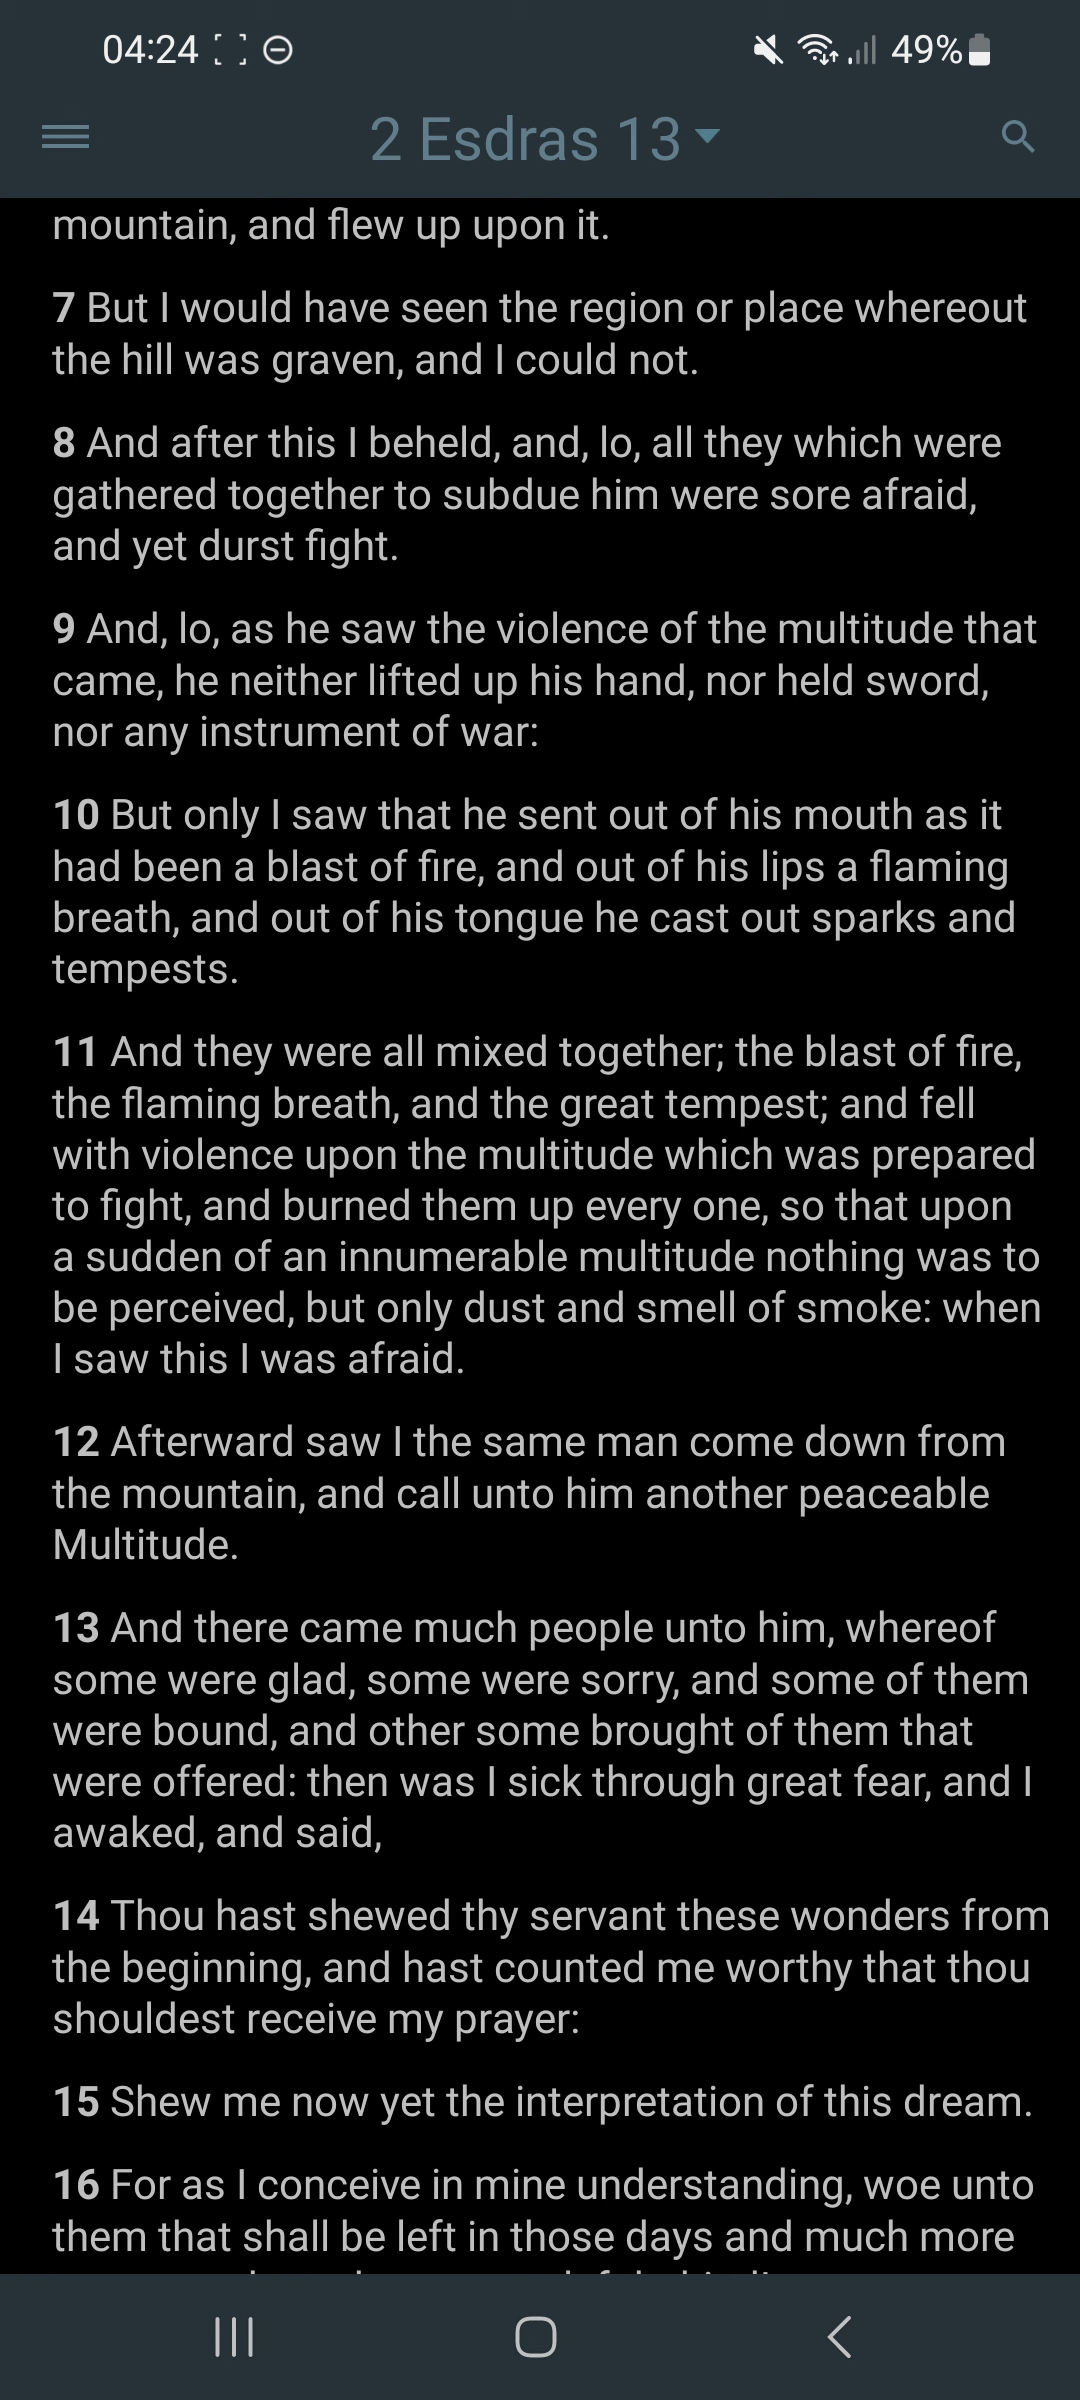 04:24
49%
2 Esdras 13
mountain, and flew up upon it.
7 But I would have seen the region or place whereout
the hill was graven, and I could not.
8 And after this I beheld, and, lo, all they which were
gathered together to subdue him were sore afraid,
and yet durst fight.
9 And, lo, as he saw the violence of the multitude that
came, he neither lifted up his hand, nor held sword,
nor any instrument of war:
10 But only I saw that he sent out of his mouth as it
had been a blast of fire, and out of his lips a flaming
breath, and out of his tongue he cast out sparks and
tempests.
11 And they were all mixed together; the blast of fire,
the flaming breath, and the great tempest; and fell
with violence upon the multitude which was prepared
to fight, and burned them up every one, so that upon
a sudden of an innumerable multitude nothing was to
be perceived, but only dust and smell of smoke: when
I saw this I was afraid.
12 Afterward saw I the same man come down from
the mountain, and call unto him another peaceable
Multitude.
13 And there came much people unto him, whereof
some were glad, some were sorry, and some of them
were bound, and other some brought of them that
were offered: then was I sick through great fear, and I
awaked, and said,
14 Thou hast shewed thy servant these wonders from
the beginning, and hast counted me worthy that thou
shouldest receive my prayer:
15 Shew me now yet the interpretation of this dream.
16 For as I conceive in mine understanding, woe unto
them that shall be left in those days and much more